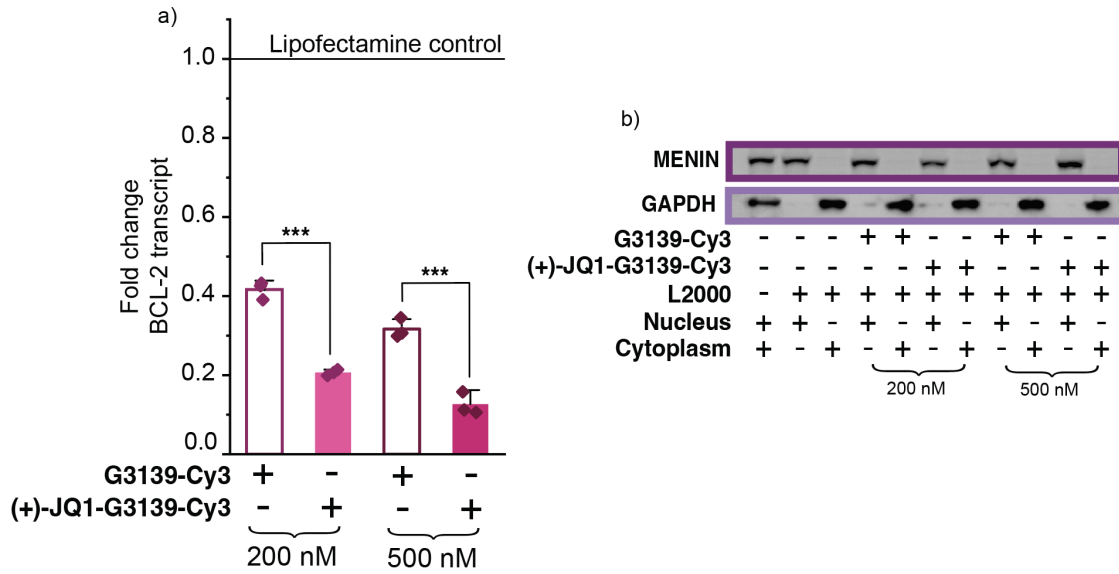 a)
Lipofectamine control
Fold change
BCL-2 transcript
1.0
0.8
0.6
0.4
0.2
0.0
*** ***
G3139-Cy3 + - + -
(+)-JQ1-G3139-Cy3 - + - +
200 nM 500 nM
b)
MENIN
GAPDH
G3139-Cy3 - - - + + - - + + - -
(+)-JQ1-G3139-Cy3 - - - - - + + - - + +
L2000 - + + + + + + + + + +
Nucleus + + - + - + - + - + -
Cytoplasm + - + - + - + - + - +
200 nM 500 nM